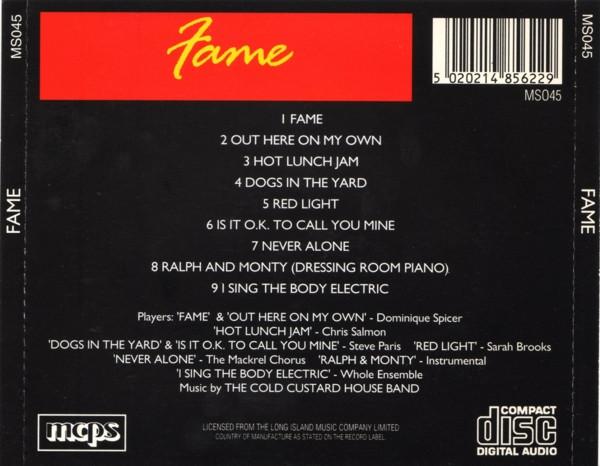 MS045
FAME
Fame
5 020214 856229
MS045
1 FAME
2 OUT HERE ON MY OWN
3 HOT LUNCH JAM
4 DOGS IN THE YARD
5 RED LIGHT
6 IS IT O.K. TO CALL YOU MINE
7 NEVER ALONE
8 RALPH AND MONTY (DRESSING ROOM PIANO)
9 I SING THE BODY ELECTRIC
Players: 'FAME' & 'OUT HERE ON MY OWN' - Dominique Spicer
'HOT LUNCH JAM' - Chris Salmon
'DOGS IN THE YARD' & 'IS IT O.K. TO CALL YOU MINE' - Steve Paris 'RED LIGHT' - Sarah Brooks
'NEVER ALONE' - The Mackrel Chorus 'RALPH & MONTY' - Instrumental
'I SING THE BODY ELECTRIC' - Whole Ensemble
Music by THE COLD CUSTARD HOUSE BAND
mcps
LICENSED FROM THE LONG ISLAND MUSIC COMPANY LIMITED
COUNTRY OF MANUFACTURE AS STATED ON THE RECORD LABEL.
COMPACT
disc
DIGITAL AUDIO
MS045
FAME